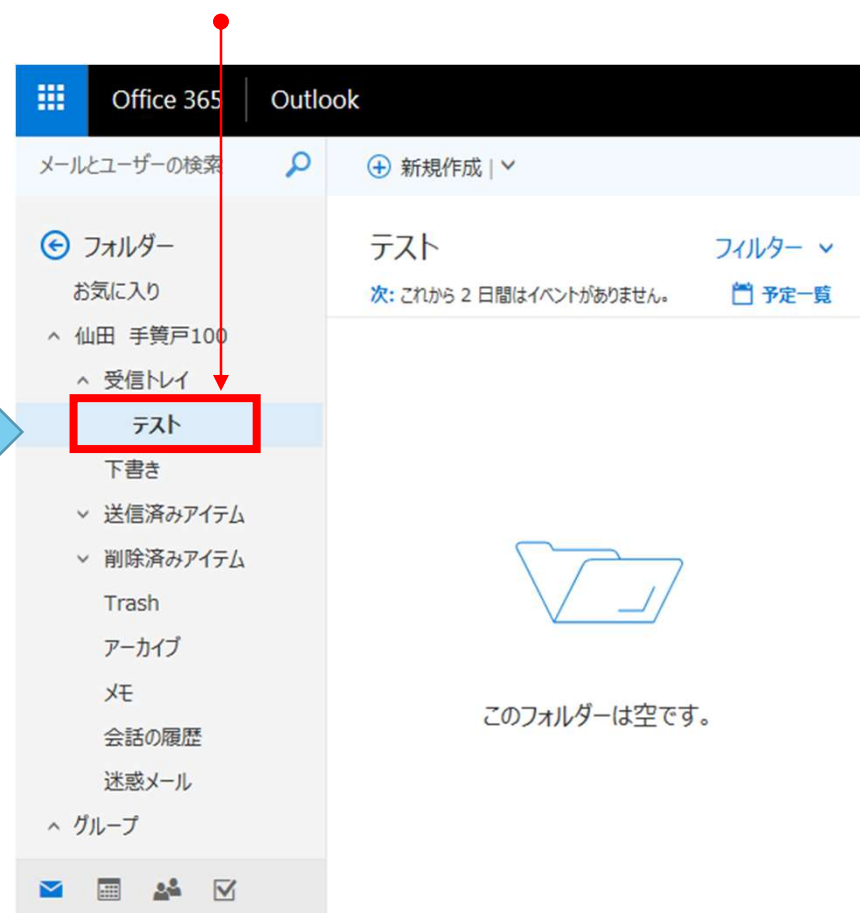 Office 365 | Outlook
メールとユーザーの検索
新規作成 |
フォルダー
お気に入り
仙田 手簤戸100
受信トレイ
テスト
下書き
送信済みアイテム
削除済みアイテム
Trash
アーカイブ
メモ
会話の履歴
迷惑メール
グループ
テスト
フィルター
次: これから 2 日間はイベントがありません。
予定一覧
このフォルダーは空です。